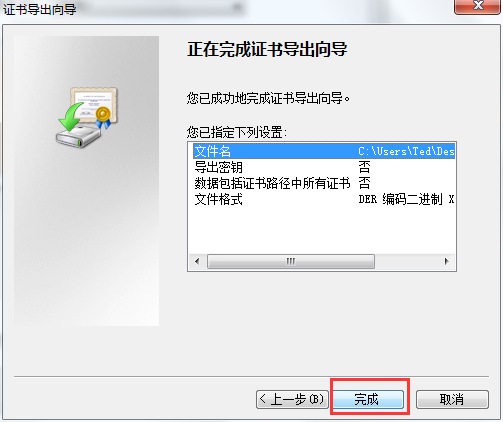 证书导出向导
正在完成证书导出向导
您已成功地完成证书导出向导。
您已指定下列设置:
文件名 C:\Users\Ted\Des
导出密钥 否
数据包括证书路径中所有证书 否
文件格式 DER 编码二进制 X
< 上一步(B) 完成 取消